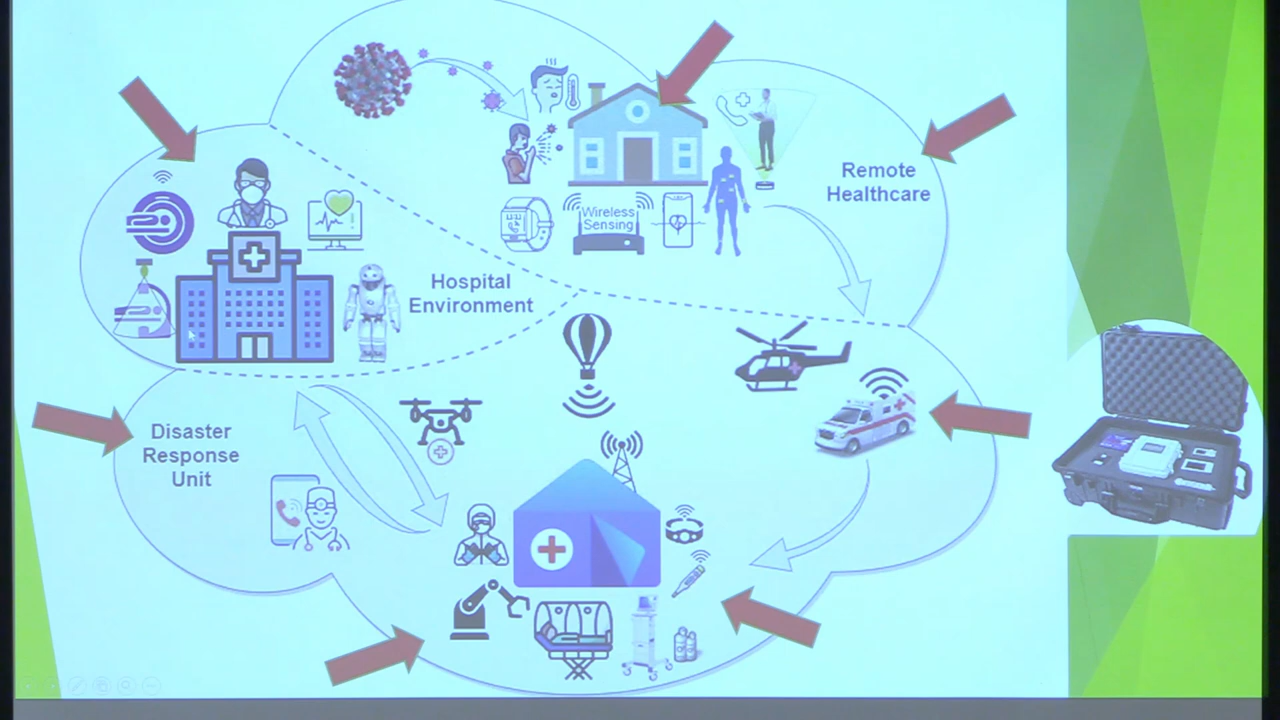 Remote
Healthcare
Wireless
Sensing
Hospital
Environment
Disaster
Response
Unit